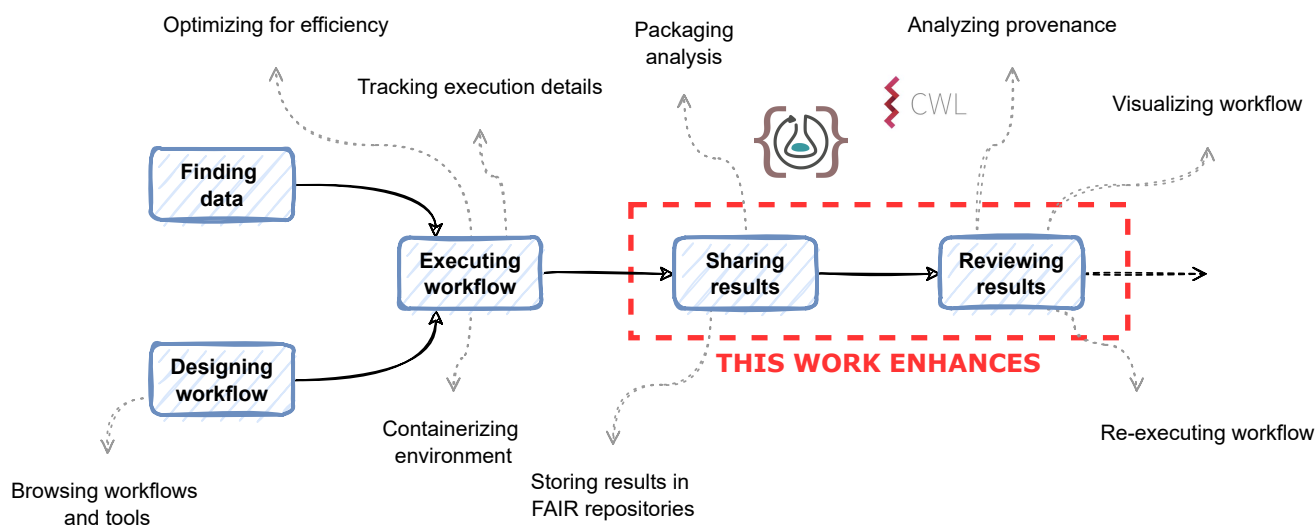 Optimizing for efficiency
Tracking execution details
Packaging
analysis
Analyzing provenance
CWL
Visualizing workflow
Finding
data
Executing
workflow
Sharing
results
Reviewing
results
THIS WORK ENHANCES
Designing
workflow
Containerizing
environment
Re-executing workflow
Storing results in
FAIR repositories
Browsing workflows
and tools